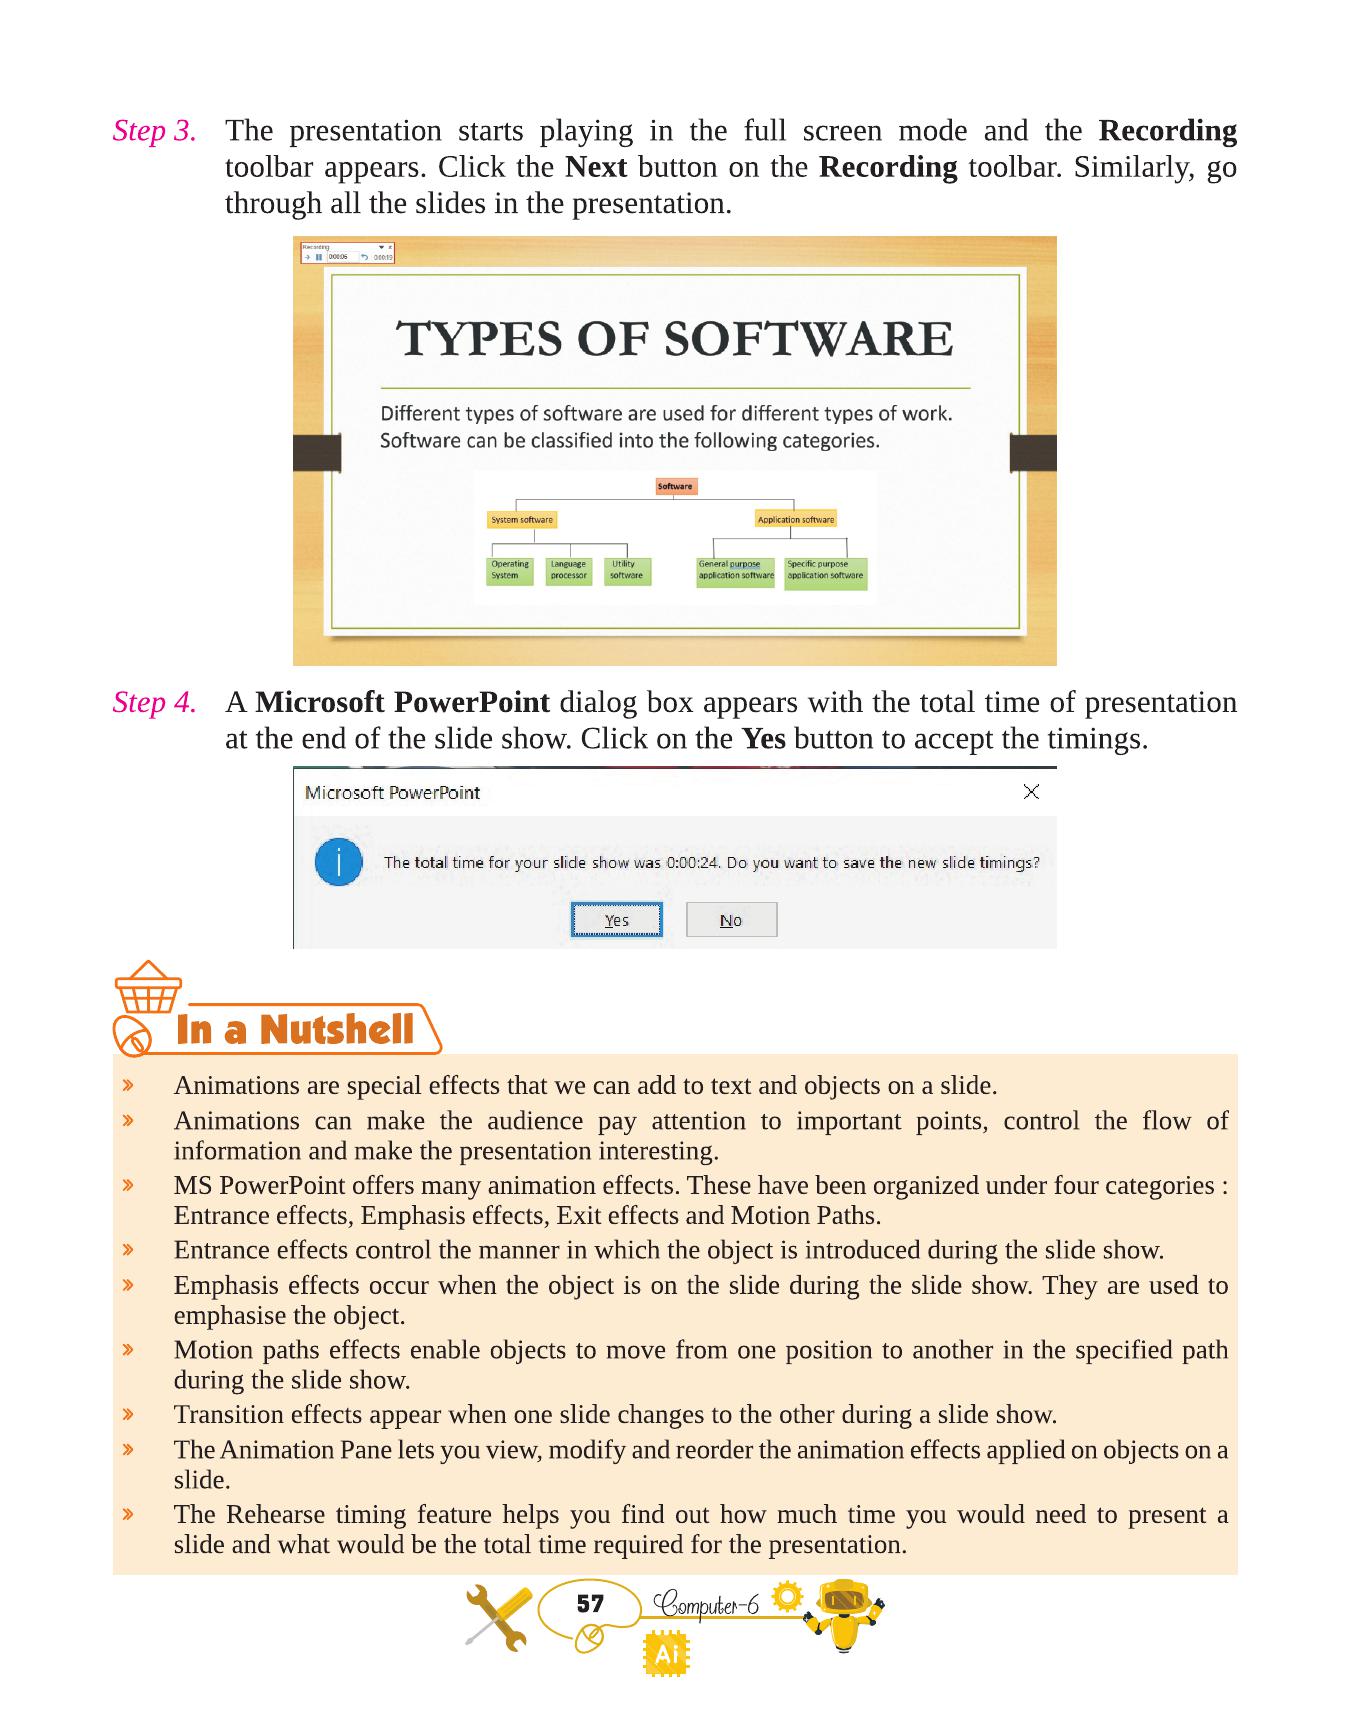 Step 3. The presentation starts playing in the full screen mode and the Recording
toolbar appears. Click the Next button on the Recording toolbar. Similarly, go
through all the slides in the presentation.
Recording
0:00:06 0:00:19
TYPES OF SOFTWARE
Different types of software are used for different types of work.
Software can be classified into the following categories.
Software
System software Application software
Operating System
Language processor
Utility software
General purpose application software
Specific purpose application software
Step 4. A Microsoft PowerPoint dialog box appears with the total time of presentation
at the end of the slide show. Click on the Yes button to accept the timings.
Microsoft PowerPoint
The total time for your slide show was 0:00:24. Do you want to save the new slide timings?
Yes No
In a Nutshell
Animations are special effects that we can add to text and objects on a slide.
Animations can make the audience pay attention to important points, control the flow of
information and make the presentation interesting.
MS PowerPoint offers many animation effects. These have been organized under four categories :
Entrance effects, Emphasis effects, Exit effects and Motion Paths.
Entrance effects control the manner in which the object is introduced during the slide show.
Emphasis effects occur when the object is on the slide during the slide show. They are used to
emphasise the object.
Motion paths effects enable objects to move from one position to another in the specified path
during the slide show.
Transition effects appear when one slide changes to the other during a slide show.
The Animation Pane lets you view, modify and reorder the animation effects applied on objects on a
slide.
The Rehearse timing feature helps you find out how much time you would need to present a
slide and what would be the total time required for the presentation.
57 Computer-6
Ai